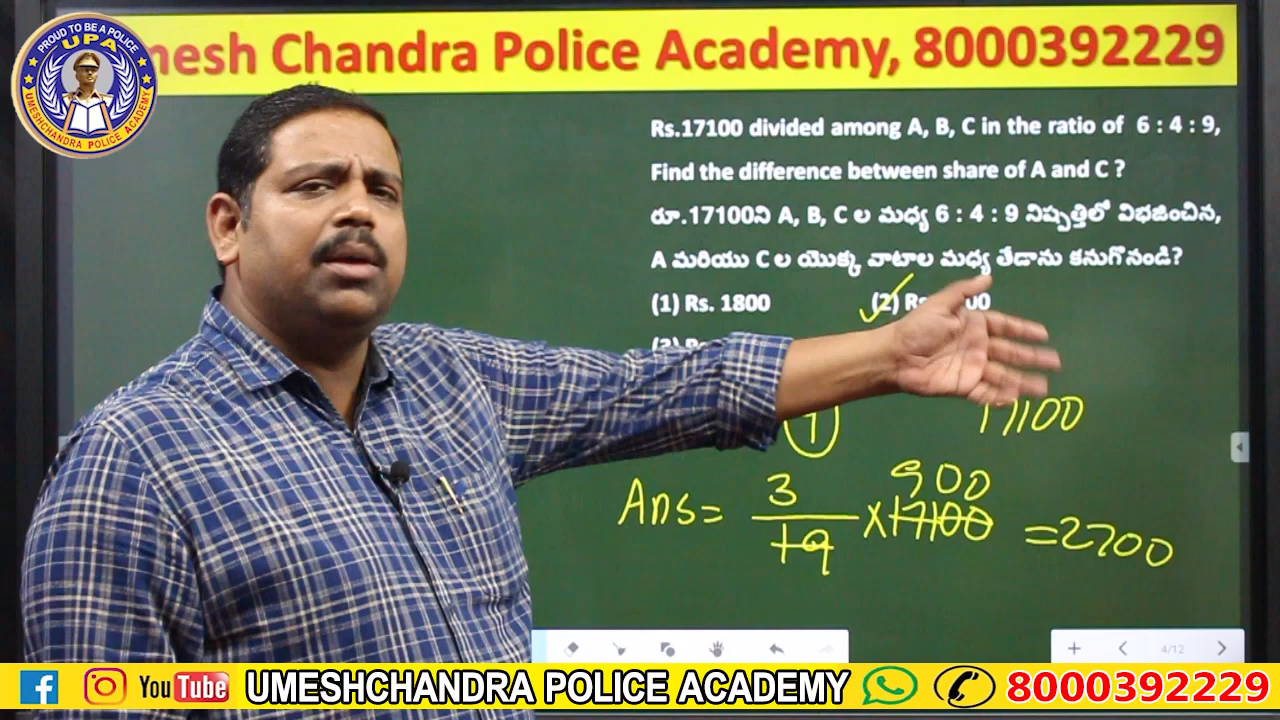 PROUD TO BE A POLICE
UPA
UMESHCHANDRA POLICE ACADEMY
mesh Chandra Police Academy, 8000392229
Rs.17100 divided among A, B, C in the ratio of 6 : 4 : 9,
Find the difference between share of A and C ?
రూ.17100ని A, B, C ల మధ్య 6 : 4 : 9 నిష్పత్తిలో విభజించిన,
A మరియు C ల యొక్క వాటాల మధ్య తేడాను కనుగొనండి?
(1) Rs. 1800 (2)
(3)
1 17100
900
Ans = 3/19 × 17100 = 2700
4/12
YouTube UMESHCHANDRA POLICE ACADEMY 8000392229